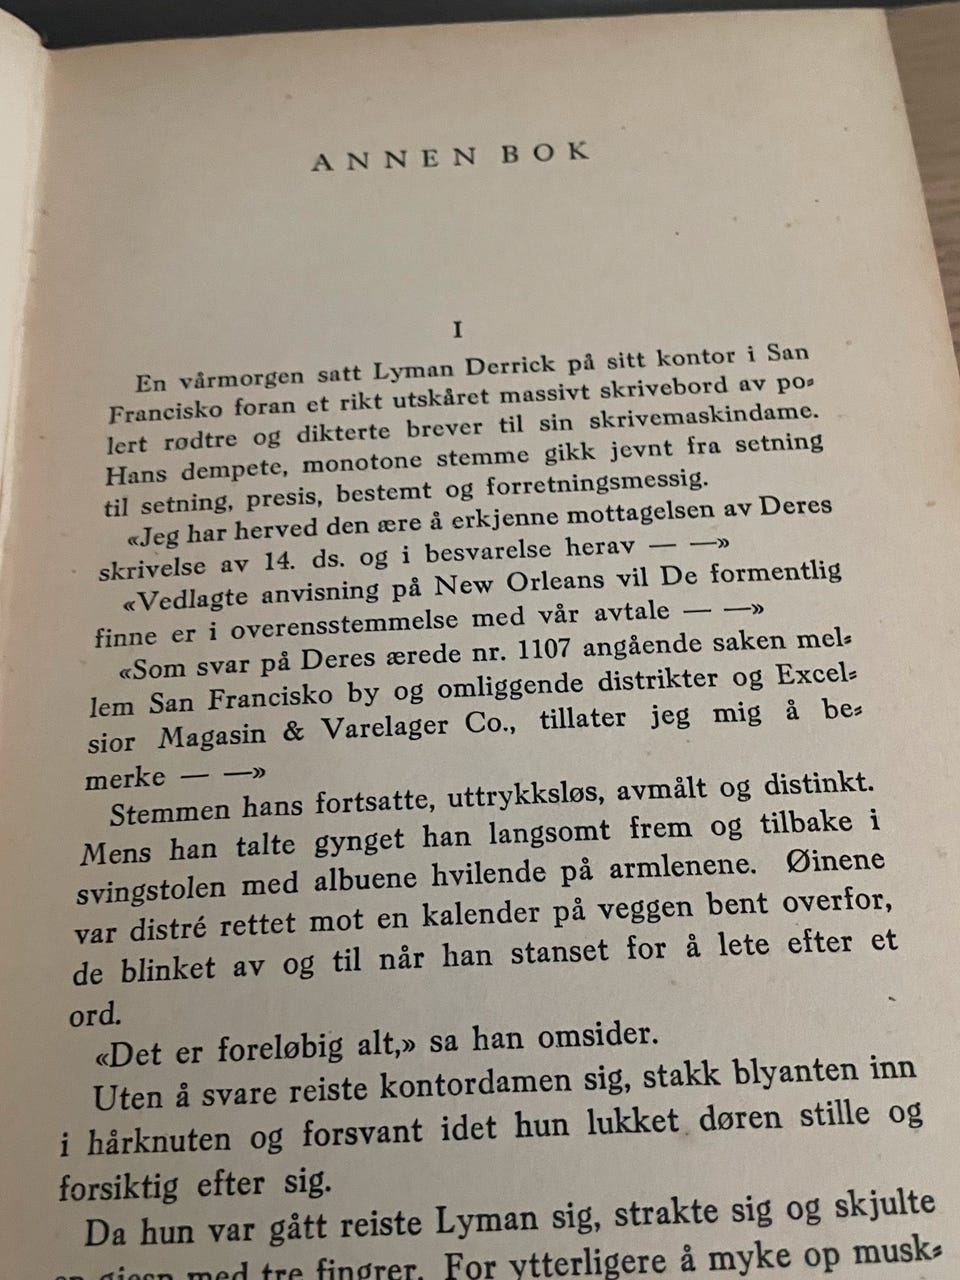 ANNEN BOK
I
En vårmorgen satt Lyman Derrick på sitt kontor i San
Francisko foran et rikt utskåret massivt skrivebord av po-
lert rødtre og dikterte brever til sin skrivemaskindame.
Hans dempete, monotone stemme gikk jevnt fra setning
til setning, presis, bestemt og forretningsmessig.
«Jeg har herved den ære å erkjenne mottagelsen av Deres
skrivelse av 14. ds. og i besvarelse herav — —»
«Vedlagte anvisning på New Orleans vil De formentlig
finne er i overensstemmelse med vår avtale — —»
«Som svar på Deres ærede nr. 1107 angående saken mel-
lem San Francisko by og omliggende distrikter og Excel-
sior Magasin & Varelager Co., tillater jeg mig å be-
merke — —»
Stemmen hans fortsatte, uttrykksløs, avmålt og distinkt.
Mens han talte gynget han langsomt frem og tilbake i
svingstolen med albuene hvilende på armlenene. Øinene
var distré rettet mot en kalender på veggen bent overfor,
de blinket av og til når han stanset for å lete efter et
ord.
«Det er foreløbig alt,» sa han omsider.
Uten å svare reiste kontordamen sig, stakk blyanten inn
i hårknuten og forsvant idet hun lukket døren stille og
forsiktig efter sig.
Da hun var gått reiste Lyman sig, strakte sig og skjulte
en gjesp med tre fingrer. For ytterligere å myke op musk-